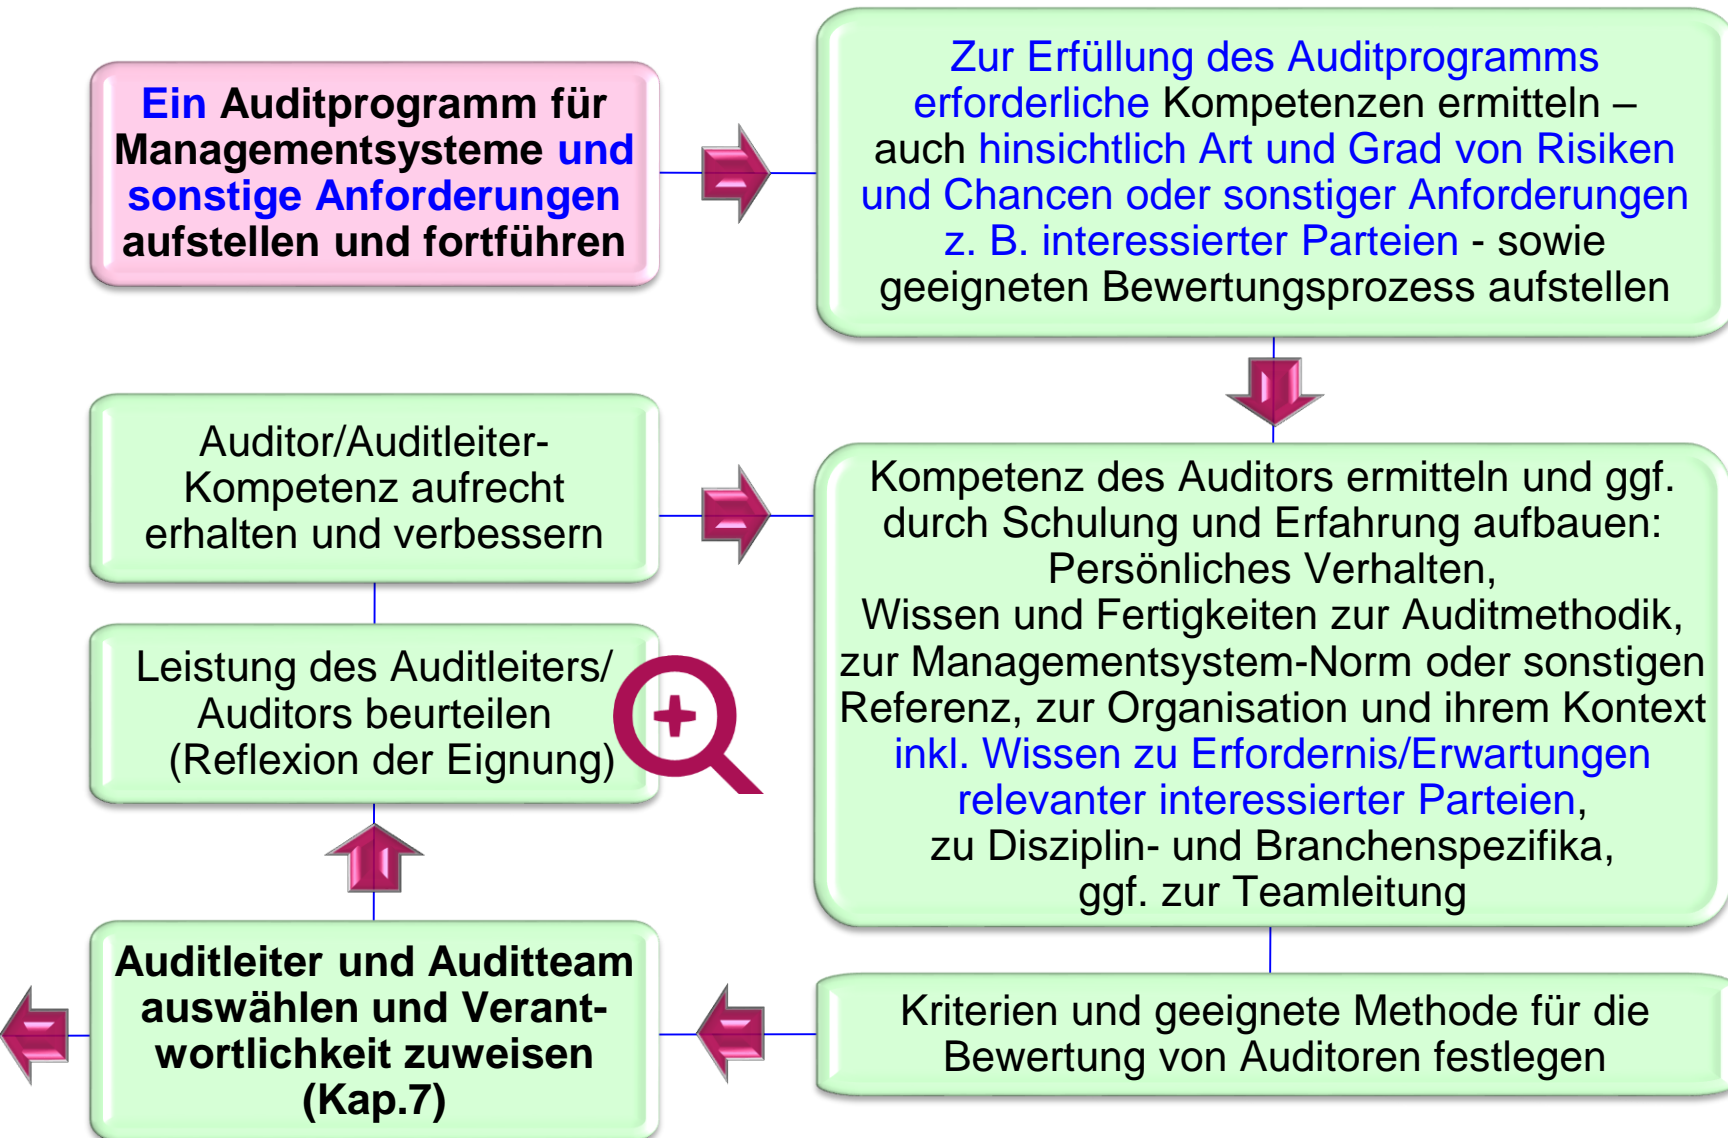 Ein Auditprogramm für
Managementsysteme und
sonstige Anforderungen
aufstellen und fortführen
Zur Erfüllung des Auditprogramms
erforderliche Kompetenzen ermitteln –
auch hinsichtlich Art und Grad von Risiken
und Chancen oder sonstiger Anforderungen
z. B. interessierter Parteien - sowie
geeigneten Bewertungsprozess aufstellen
Auditor/Auditleiter-
Kompetenz aufrecht
erhalten und verbessern
Kompetenz des Auditors ermitteln und ggf.
durch Schulung und Erfahrung aufbauen:
Persönliches Verhalten,
Wissen und Fertigkeiten zur Auditmethodik,
zur Managementsystem-Norm oder sonstigen
Referenz, zur Organisation und ihrem Kontext
inkl. Wissen zu Erfordernis/Erwartungen
relevanter interessierter Parteien,
zu Disziplin- und Branchenspezifika,
ggf. zur Teamleitung
Leistung des Auditleiters/
Auditors beurteilen
(Reflexion der Eignung)
Auditleiter und Auditteam
auswählen und Verant-
wortlichkeit zuweisen
(Kap.7)
Kriterien und geeignete Methode für die
Bewertung von Auditoren festlegen